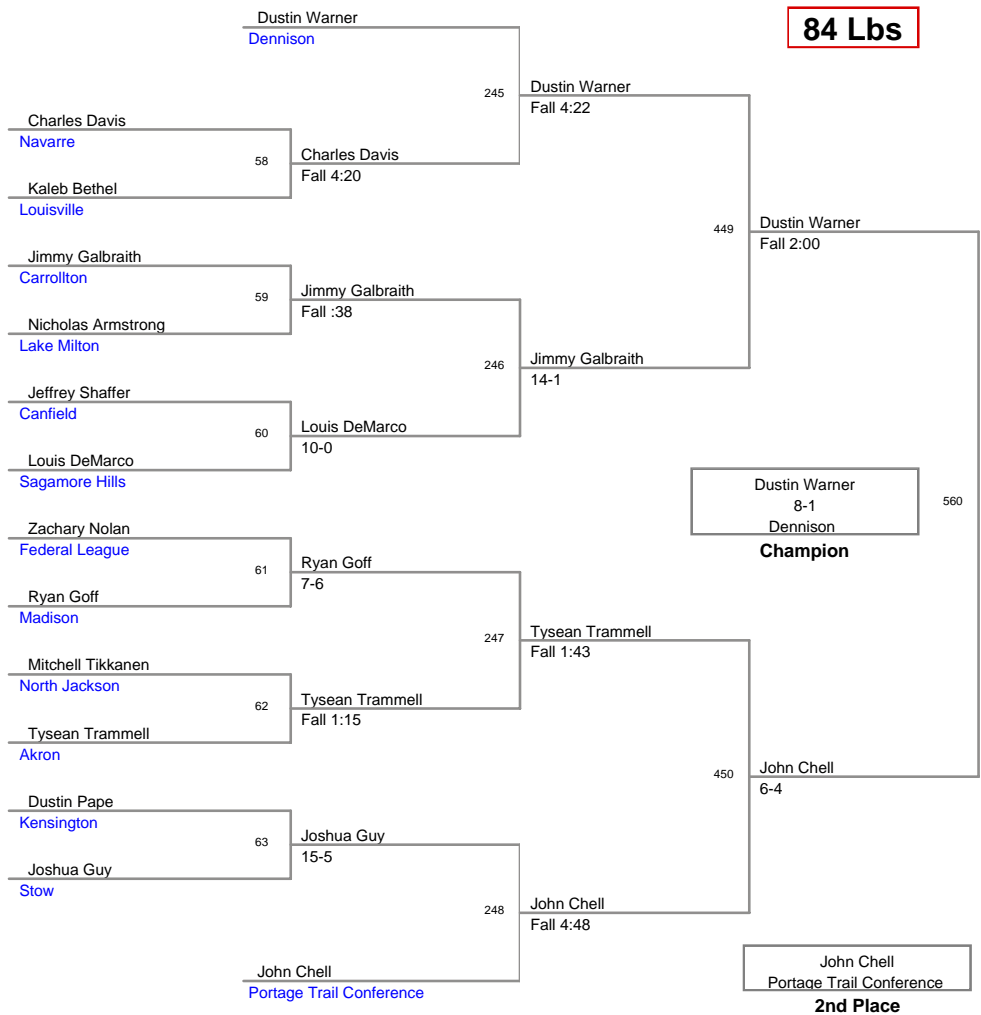 Dustin Warner
84 Lbs
Dennison
245
Dustin Warner
Fall 4:22
Charles Davis
Navarre
58
Charles Davis
Fall 4:20
Kaleb Bethel
Louisville
449
Dustin Warner
Fall 2:00
Jimmy Galbraith
Carrollton
59
Jimmy Galbraith
Fall :38
Nicholas Armstrong
Lake Milton
246
Jimmy Galbraith
14-1
Jeffrey Shaffer
Canfield
60
Louis DeMarco
10-0
Louis DeMarco
Sagamore Hills
Dustin Warner
8-1
Dennison
Champion
560
Zachary Nolan
Federal League
61
Ryan Goff
7-6
Ryan Goff
Madison
247
Tysean Trammell
Fall 1:43
Mitchell Tikkanen
North Jackson
62
Tysean Trammell
Fall 1:15
Tysean Trammell
Akron
450
John Chell
6-4
Dustin Pape
Kensington
63
Joshua Guy
15-5
Joshua Guy
Stow
248
John Chell
Fall 4:48
John Chell
Portage Trail Conference
John Chell
Portage Trail Conference
2nd Place